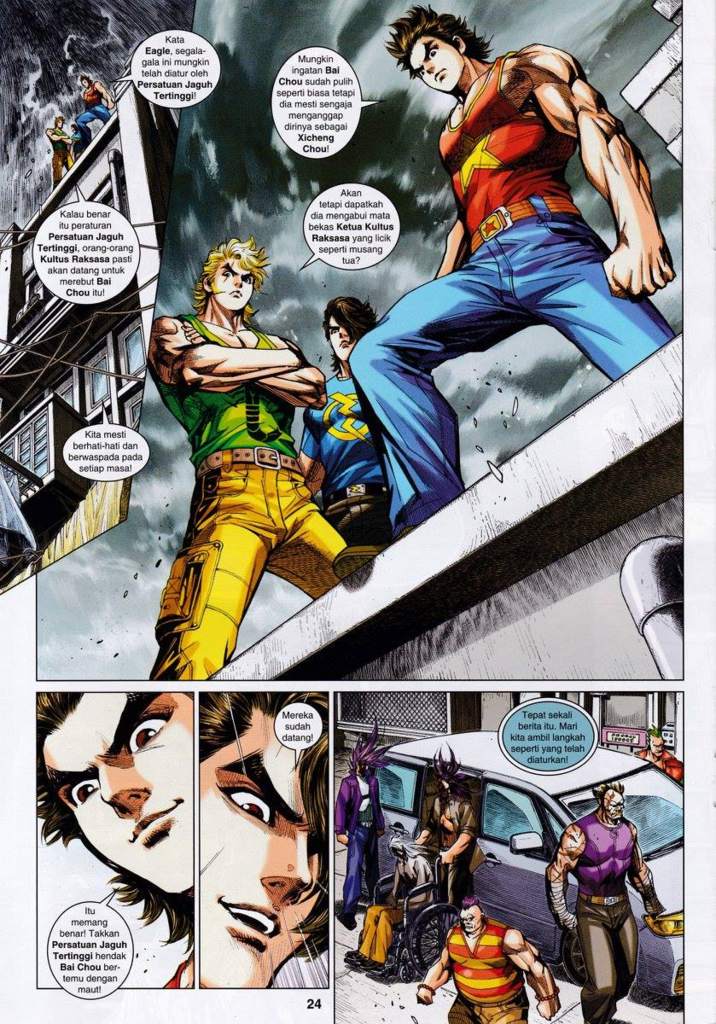 Kata
Eagle, segala-
gala ini mungkin
telah diatur oleh
Persatuan Jaguh
Tertinggi!
Kalau benar
itu peraturan
Persatuan Jaguh
Tertinggi, orang-orang
Kultus Raksasa pasti
akan datang untuk
merebut Bai
Chou itu!
Kita mesti
berhati-hati dan
berwaspada pada
setiap masa!
Mungkin
ingatan Bai
Chou sudah pulih
seperti biasa tetapi
dia mesti sengaja
menganggap
dirinya sebagai
Xicheng
Chou!
Akan
tetapi dapatkah
dia mengabui mata
bekas Ketua Kultus
Raksasa yang licik
seperti musang
tua?
Itu
memang
benar! Takkan
Persatuan Jaguh
Tertinggi hendak
Bai Chou ber-
temu dengan
maut!
Mereka
sudah
datang!
Tepat sekali
berita itu. Mari
kita ambil langkah
seperti yang telah
diaturkan!
24